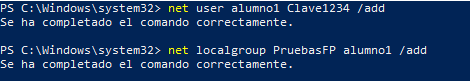 PS C:\Windows\system32> net user alumno1 Clave1234 /add
Se ha completado el comando correctamente.
PS C:\Windows\system32> net localgroup PruebasFP alumno1 /add
Se ha completado el comando correctamente.